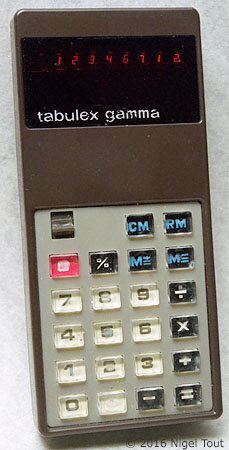 12346712.
tabulex gamma
CM RM
C % M± M=
7 8 9 ÷
4 5 6 ×
1 2 3 +
0 · − =
© 2016 Nigel Tout